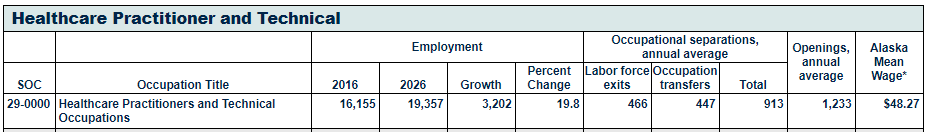 Healthcare Practitioner and Technical
Employment
Occupational separations,
annual average
Openings,
annual
average
Alaska
Mean
Wage*
SOC Occupation Title 2016 2026 Growth Percent
Change Labor force
exits Occupation
transfers Total
29-0000 Healthcare Practitioners and Technical
Occupations 16,155 19,357 3,202 19.8 466 447 913 1,233 $48.27